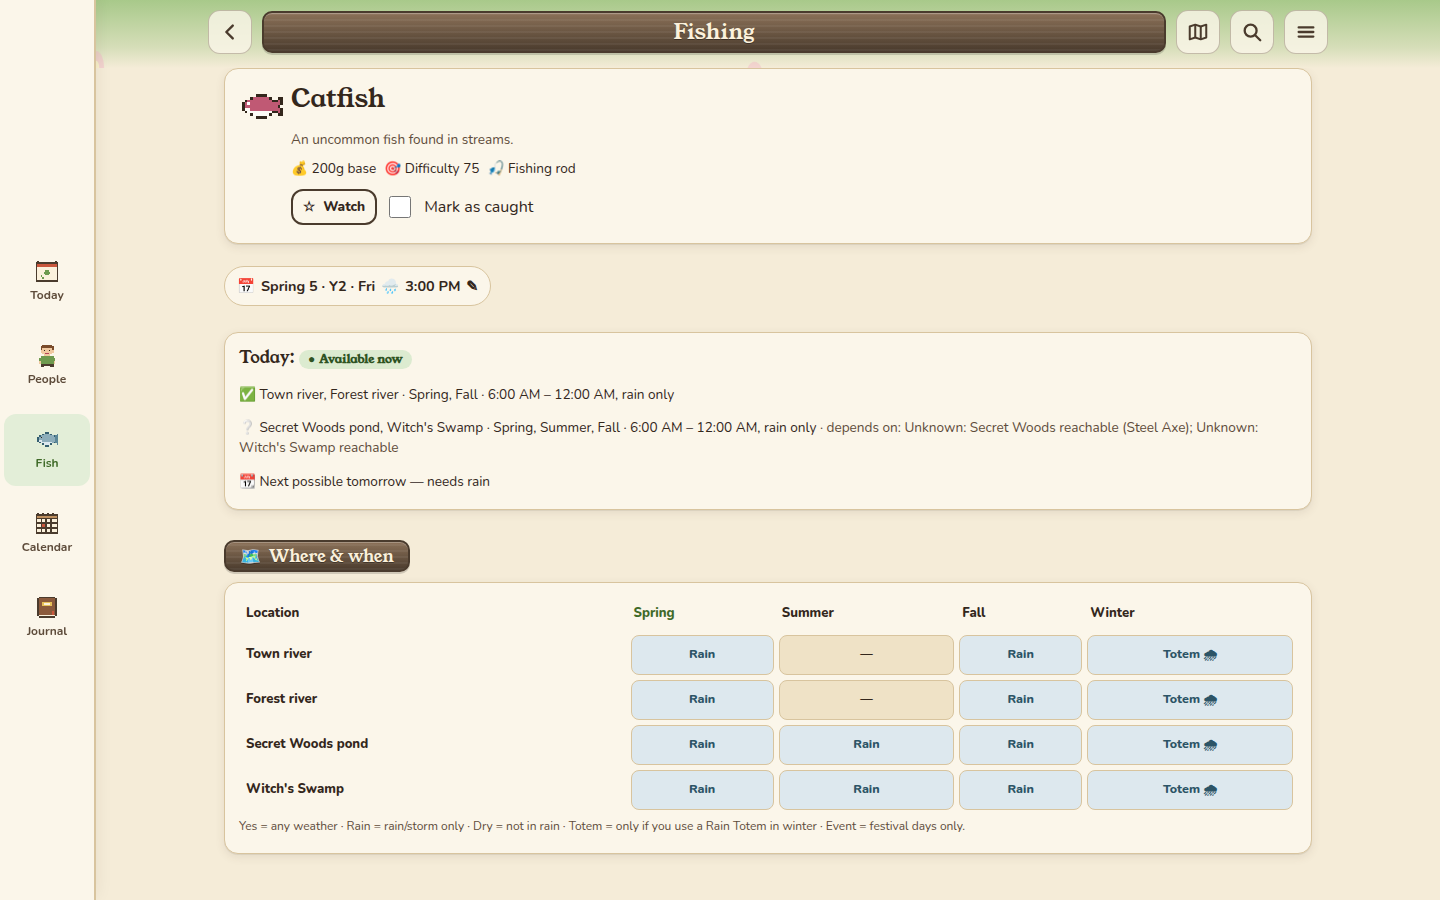 Fishing
Catfish
An uncommon fish found in streams.
💰 200g base 🎯 Difficulty 75 🎣 Fishing rod
☆ Watch
Mark as caught
📅 Spring 5 · Y2 · Fri 🌧️ 3:00 PM ✎
Today: ● Available now
✅ Town river, Forest river · Spring, Fall · 6:00 AM – 12:00 AM, rain only
❔ Secret Woods pond, Witch's Swamp · Spring, Summer, Fall · 6:00 AM – 12:00 AM, rain only · depends on: Unknown: Secret Woods reachable (Steel Axe); Unknown:
Witch's Swamp reachable
📆 Next possible tomorrow — needs rain
Today
People
Fish
Calendar
Journal
🗺️ Where & when
Location Spring Summer Fall Winter
Town river Rain — Rain Totem 🌧
Forest river Rain — Rain Totem 🌧
Secret Woods pond Rain Rain Rain Totem 🌧
Witch's Swamp Rain Rain Rain Totem 🌧
Yes = any weather · Rain = rain/storm only · Dry = not in rain · Totem = only if you use a Rain Totem in winter · Event = festival days only.